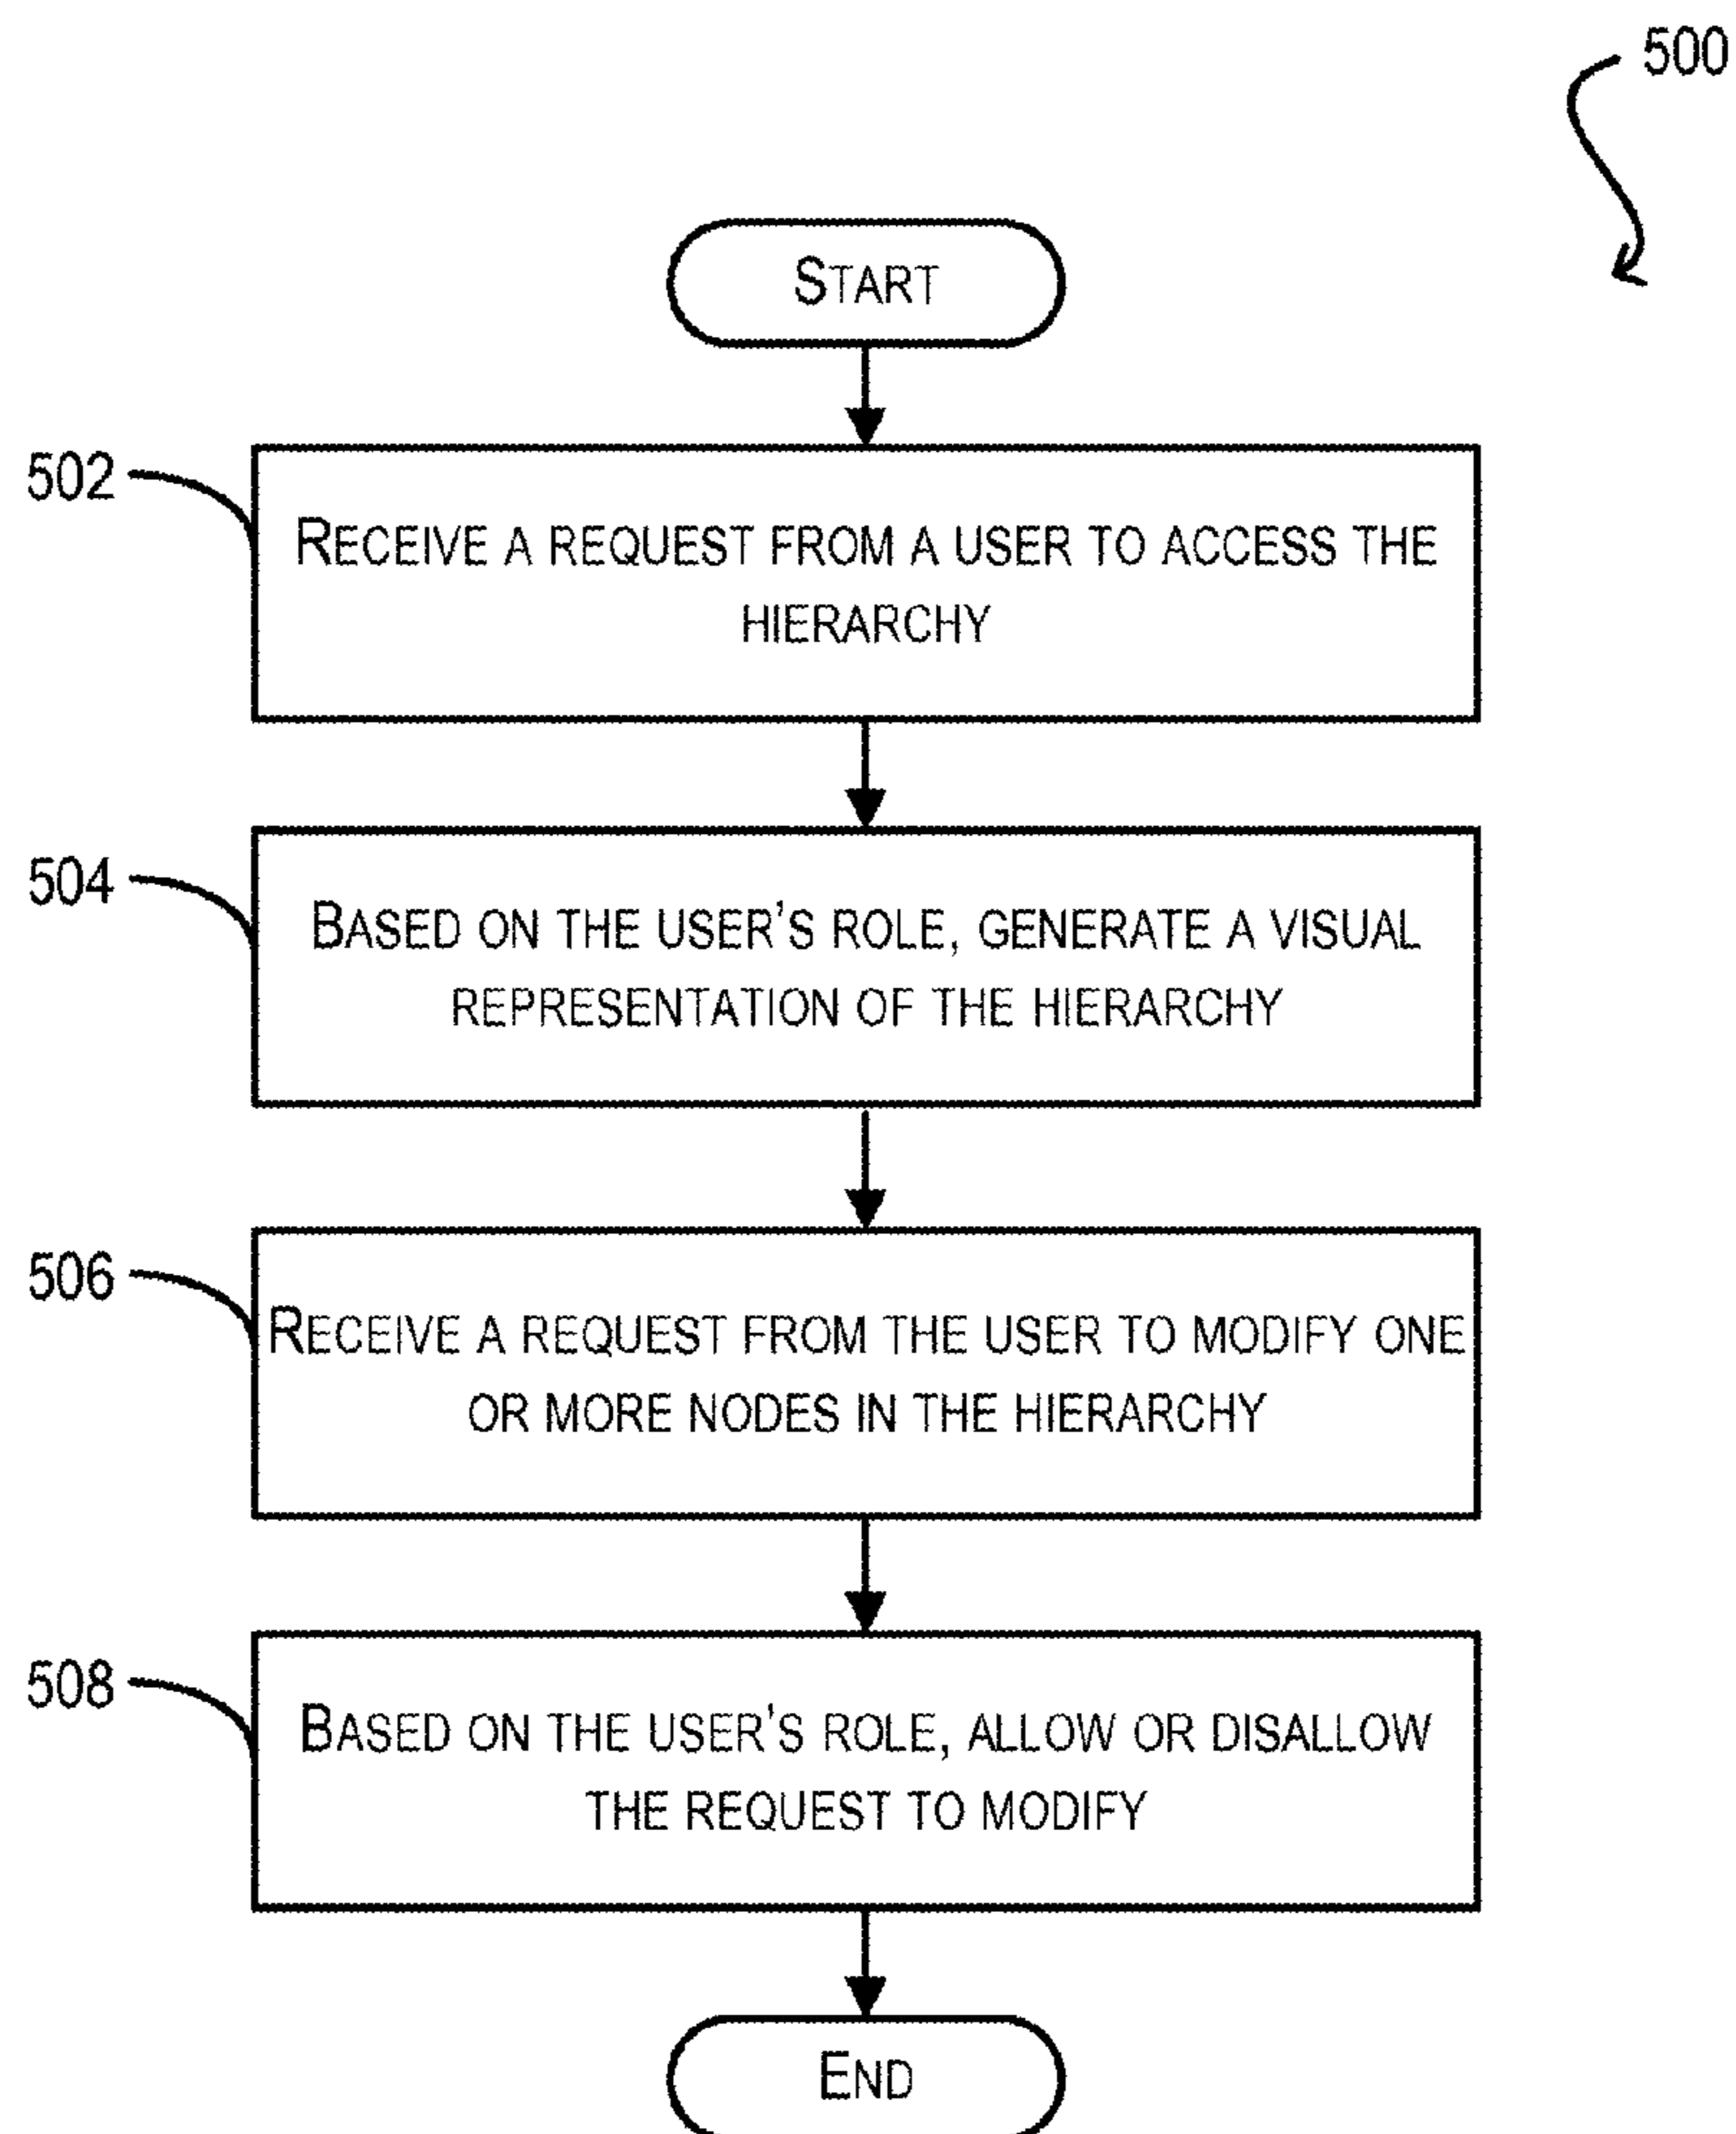 500
START
502
RECEIVE A REQUEST FROM A USER TO ACCESS THE
HIERARCHY
504
BASED ON THE USER'S ROLE, GENERATE A VISUAL
REPRESENTATION OF THE HIERARCHY
506
RECEIVE A REQUEST FROM THE USER TO MODIFY ONE
OR MORE NODES IN THE HIERARCHY
508
BASED ON THE USER'S ROLE, ALLOW OR DISALLOW
THE REQUEST TO MODIFY
END